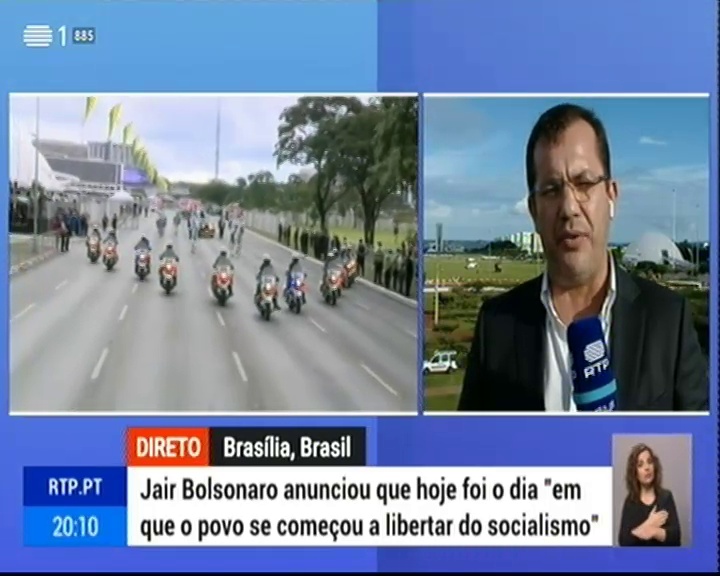 1 885
RTP
DIRETO Brasília, Brasil
RTP.PT
20:10
Jair Bolsonaro anunciou que hoje foi o dia "em
que o povo se começou a libertar do socialismo"